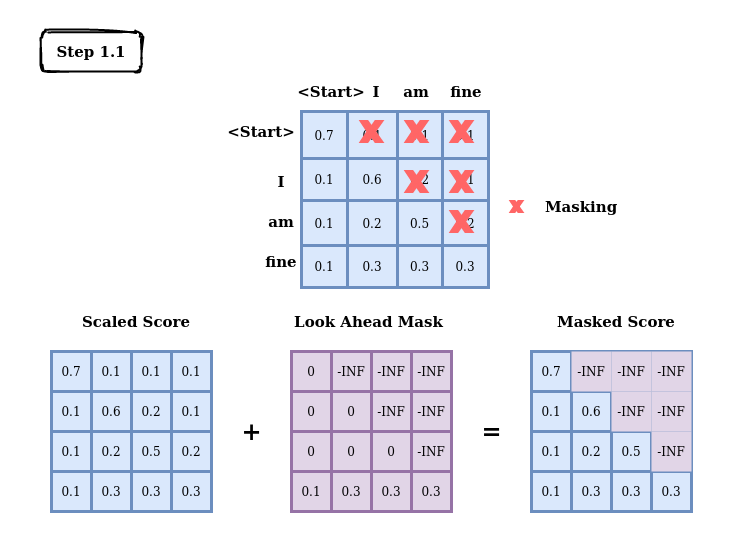 Step 1.1
<Start> I am fine
<Start> 0.7
I 0.1 0.6
am 0.1 0.2 0.5
fine 0.1 0.3 0.3 0.3
Masking
Scaled Score
0.7 0.1 0.1 0.1
0.1 0.6 0.2 0.1
0.1 0.2 0.5 0.2
0.1 0.3 0.3 0.3
+
Look Ahead Mask
0 -INF -INF -INF
0 0 -INF -INF
0 0 0 -INF
0.1 0.3 0.3 0.3
=
Masked Score
0.7 -INF -INF -INF
0.1 0.6 -INF -INF
0.1 0.2 0.5 -INF
0.1 0.3 0.3 0.3